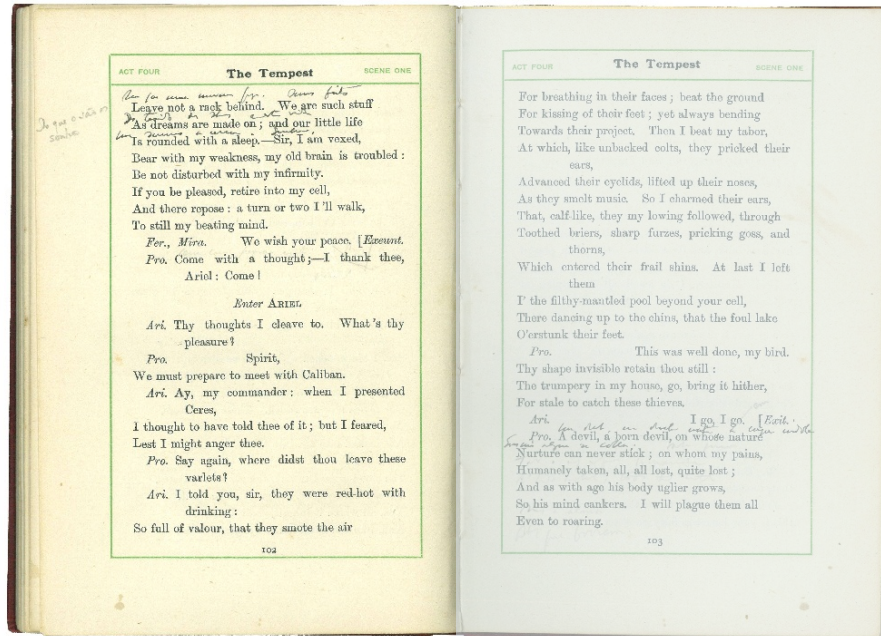 ACT FOUR
The Tempest
SCENE ONE
Leave not a rack behind. We are such stuff
As dreams are made on; and our little life
Is rounded with a sleep.—Sir, I am vexed,
Bear with my weakness, my old brain is troubled:
Be not disturbed with my infirmity.
If you be pleased, retire into my cell,
And there repose: a turn or two I'll walk,
To still my beating mind.
Fer., Mira. We wish your peace. [Exeunt.
Pro. Come with a thought;—I thank thee,
Ariel: Come!
Enter ARIEL
Ari. Thy thoughts I cleave to. What's thy
pleasure?
Pro. Spirit,
We must prepare to meet with Caliban.
Ari. Ay, my commander: when I presented
Ceres,
I thought to have told thee of it; but I feared,
Lest I might anger thee.
Pro. Say again, where didst thou leave these
varlets?
Ari. I told you, sir, they were red-hot with
drinking:
So full of valour, that they smote the air
102
ACT FOUR
The Tempest
SCENE ONE
For breathing in their faces; beat the ground
For kissing of their feet; yet always bending
Towards their project. Then I beat my tabor,
At which, like unbacked colts, they pricked their
ears,
Advanced their eyelids, lifted up their noses,
As they smelt music. So I charmed their ears,
That, calf-like, they my lowing followed, through
Toothed briers, sharp furzes, pricking goss, and
thorns,
Which entered their frail shins. At last I left
them
I' the filthy-mantled pool beyond your cell,
There dancing up to the chins, that the foul lake
O'erstunk their feet.
Pro. This was well done, my bird.
Thy shape invisible retain thou still:
The trumpery in my house, go, bring it hither,
For stale to catch these thieves.
Ari. I go, I go. [Exit.
Pro. A devil, a born devil, on whose nature
Nurture can never stick; on whom my pains,
Humanely taken, all, all lost, quite lost;
And as with age his body uglier grows,
So his mind cankers. I will plague them all
Even to roaring.
103